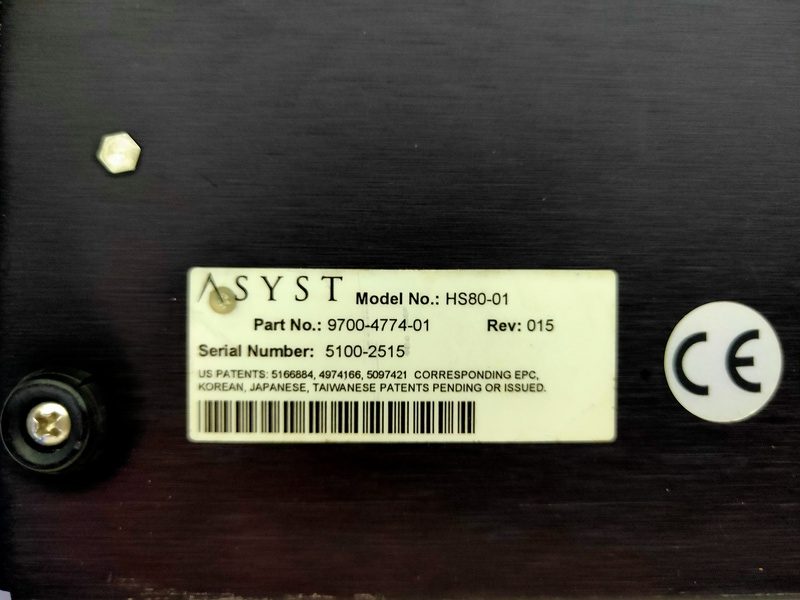 ASYST Model No.: HS80-01
Part No.: 9700-4774-01 Rev: 015
Serial Number: 5100-2515
US PATENTS: 5166884, 4974166, 5097421 CORRESPONDING EPC,
KOREAN, JAPANESE, TAIWANESE PATENTS PENDING OR ISSUED.
CE